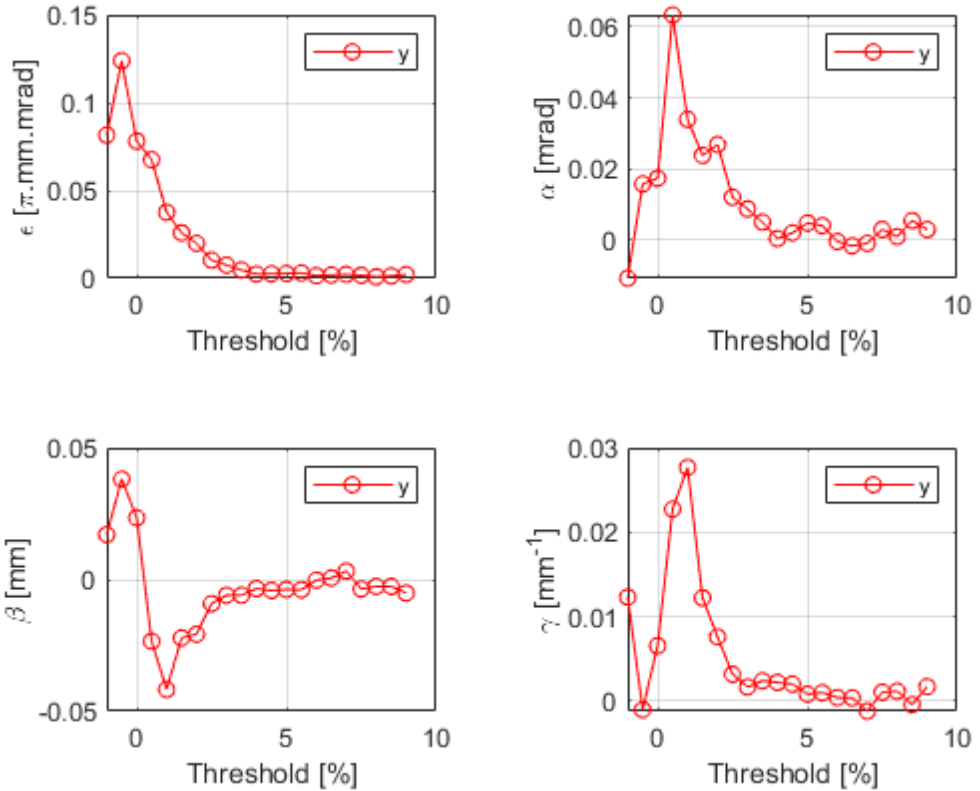 0.15
0.1
0.05
0
ϵ [π.mm.mrad]
y
0
5
10
Threshold [%]
0.06
0.04
0.02
0
α [mrad]
y
0
5
10
Threshold [%]
0.05
0
-0.05
β [mm]
y
0
5
10
Threshold [%]
0.03
0.02
0.01
0
γ [mm⁻¹]
y
0
5
10
Threshold [%]